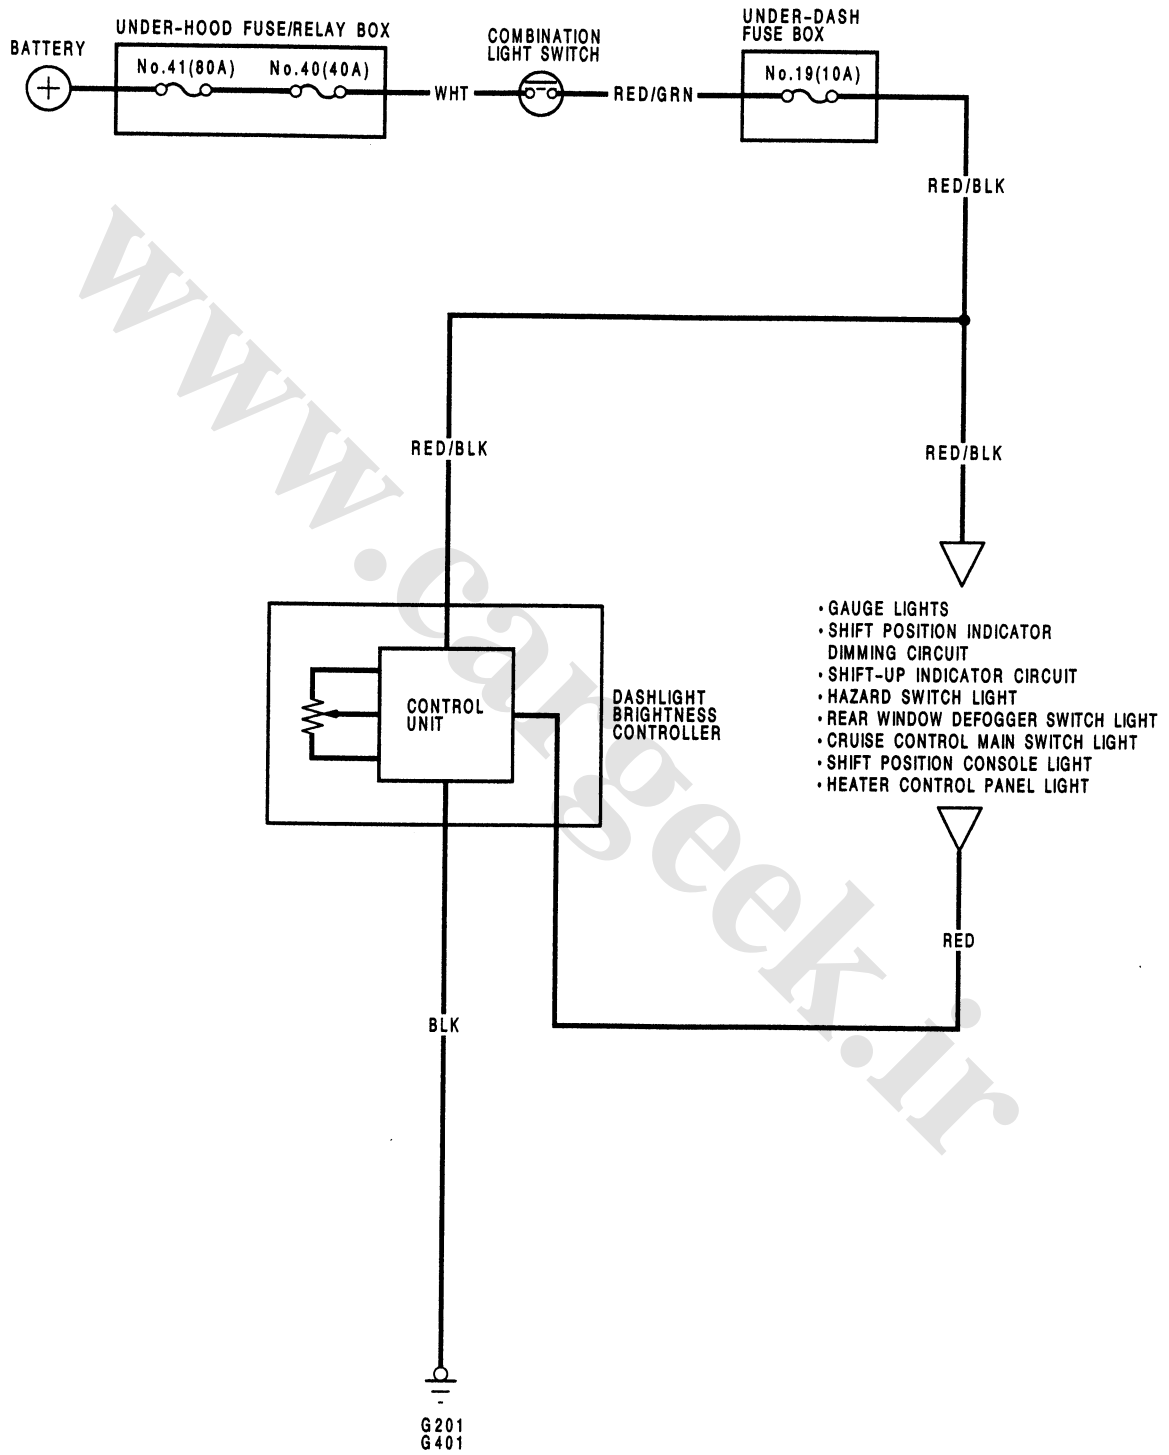 UNDER-HOOD FUSE/RELAY BOX
BATTERY
No.41(80A)
No.40(40A)
WHT
COMBINATION
LIGHT SWITCH
RED/GRN
UNDER-DASH
FUSE BOX
No.19(10A)
RED/BLK
RED/BLK
RED/BLK
• GAUGE LIGHTS
• SHIFT POSITION INDICATOR
DIMMING CIRCUIT
• SHIFT-UP INDICATOR CIRCUIT
• HAZARD SWITCH LIGHT
• REAR WINDOW DEFOGGER SWITCH LIGHT
• CRUISE CONTROL MAIN SWITCH LIGHT
• SHIFT POSITION CONSOLE LIGHT
• HEATER CONTROL PANEL LIGHT
CONTROL
UNIT
DASHLIGHT
BRIGHTNESS
CONTROLLER
RED
BLK
G201
G401
www.cargeek.ir